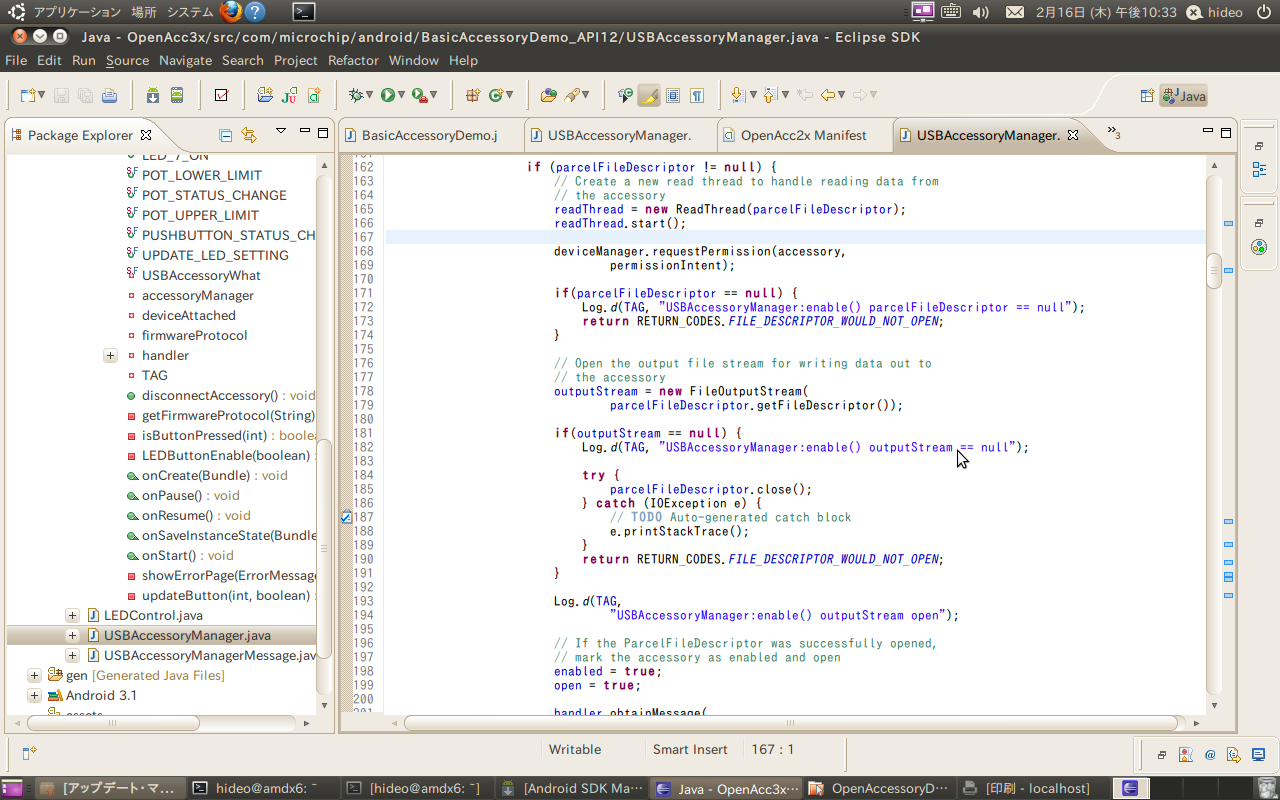 アプリケーション 場所 システム 2月16日 (木) 午後10:33 hideo
Java - OpenAcc3x/src/com/microchip/android/BasicAccessoryDemo_API12/USBAccessoryManager.java - Eclipse SDK
File Edit Run Source Navigate Search Project Refactor Window Help
Java
Package Explorer
BasicAccessoryDemo.j USBAccessoryManager. OpenAcc2x Manifest USBAccessoryManager. »3
LED_7_ON
POT_LOWER_LIMIT
POT_STATUS_CHANGE
POT_UPPER_LIMIT
PUSHBUTTON_STATUS_CH
UPDATE_LED_SETTING
USBAccessoryWhat
accessoryManager
deviceAttached
firmwareProtocol
handler
TAG
disconnectAccessory() : void
getFirmwareProtocol(String)
isButtonPressed(int) : boolea
LEDButtonEnable(boolean) :
onCreate(Bundle) : void
onPause() : void
onResume() : void
onSaveInstanceState(Bundle
onStart() : void
showErrorPage(ErrorMessage
updateButton(int, boolean) :
LEDControl.java
USBAccessoryManager.java
USBAccessoryManagerMessage.jav
gen [Generated Java Files]
Android 3.1
assets
161
162 if (parcelFileDescriptor != null) {
163 // Create a new read thread to handle reading data from
164 // the accessory
165 readThread = new ReadThread(parcelFileDescriptor);
166 readThread.start();
167
168 deviceManager.requestPermission(accessory,
169 permissionIntent);
170
171 if(parcelFileDescriptor == null) {
172 Log.d(TAG, "USBAccessoryManager:enable() parcelFileDescriptor == null");
173 return RETURN_CODES.FILE_DESCRIPTOR_WOULD_NOT_OPEN;
174 }
175
176 // Open the output file stream for writing data out to
177 // the accessory
178 outputStream = new FileOutputStream(
179 parcelFileDescriptor.getFileDescriptor());
180
181 if(outputStream == null) {
182 Log.d(TAG, "USBAccessoryManager:enable() outputStream == null");
183
184 try {
185 parcelFileDescriptor.close();
186 } catch (IOException e) {
187 // TODO Auto-generated catch block
188 e.printStackTrace();
189 }
190 return RETURN_CODES.FILE_DESCRIPTOR_WOULD_NOT_OPEN;
191 }
192
193 Log.d(TAG,
194 "USBAccessoryManager:enable() outputStream open");
195
196 // If the ParcelFileDescriptor was successfully opened,
197 // mark the accessory as enabled and open
198 enabled = true;
199 open = true;
200
201 handler.obtainMessage(
Writable Smart Insert 167 : 1
[アップデート・マ... hideo@amdx6: ~ [hideo@amdx6: ~] [Android SDK Ma... Java - OpenAcc3x... OpenAccessoryD... [印刷 - localhost]